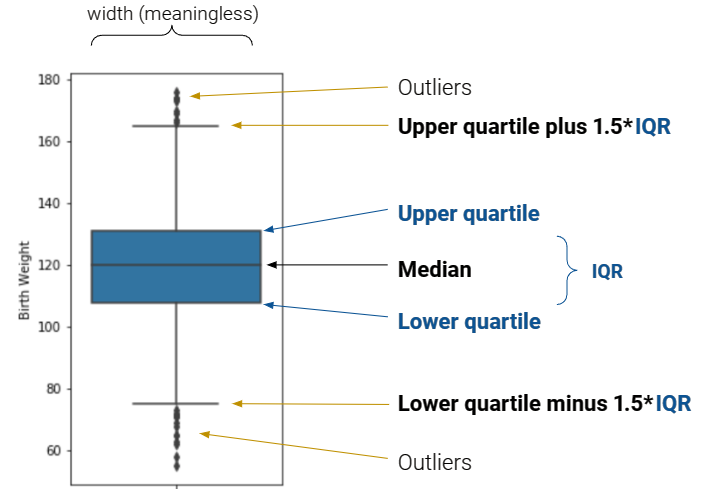 width (meaningless)
180
Outliers
Upper quartile plus 1.5*IQR
160
140
Upper quartile
Birth Weight
120
Median
IQR
100
Lower quartile
80
Lower quartile minus 1.5*IQR
60
Outliers